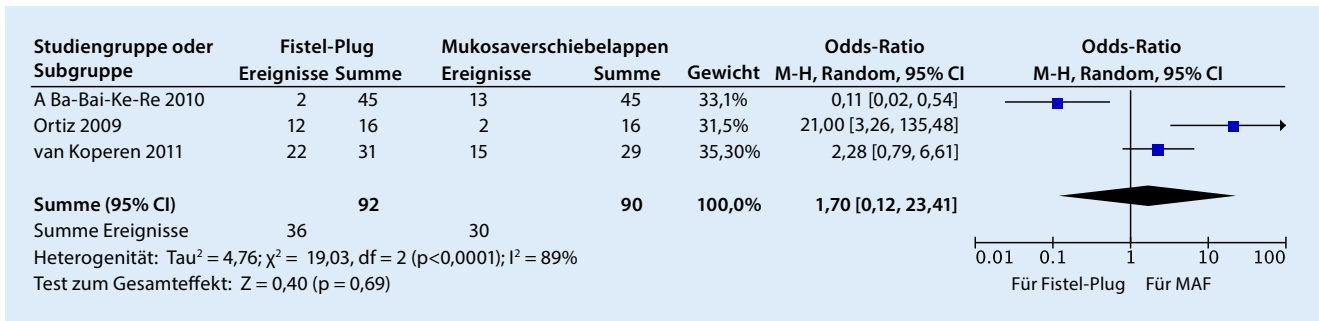 Studiengruppe oder Fistel-Plug Mukosaverschiebelappen Odds-Ratio Odds-Ratio
Subgruppe Ereignisse Summe Ereignisse Summe Gewicht M-H, Random, 95% CI M-H, Random, 95% CI
A Ba-Bai-Ke-Re 2010 2 45 13 45 33,1% 0,11 [0,02, 0,54]
Ortiz 2009 12 16 2 16 31,5% 21,00 [3,26, 135,48]
van Koperen 2011 22 31 15 29 35,30% 2,28 [0,79, 6,61]
Summe (95% CI) 92 90 100,0% 1,70 [0,12, 23,41]
Summe Ereignisse 36 30
Heterogenität: Tau² = 4,76; χ² = 19,03, df = 2 (p<0,0001); I² = 89%
Test zum Gesamteffekt: Z = 0,40 (p = 0,69)
0.01 0.1 1 10 100
Für Fistel-Plug Für MAF